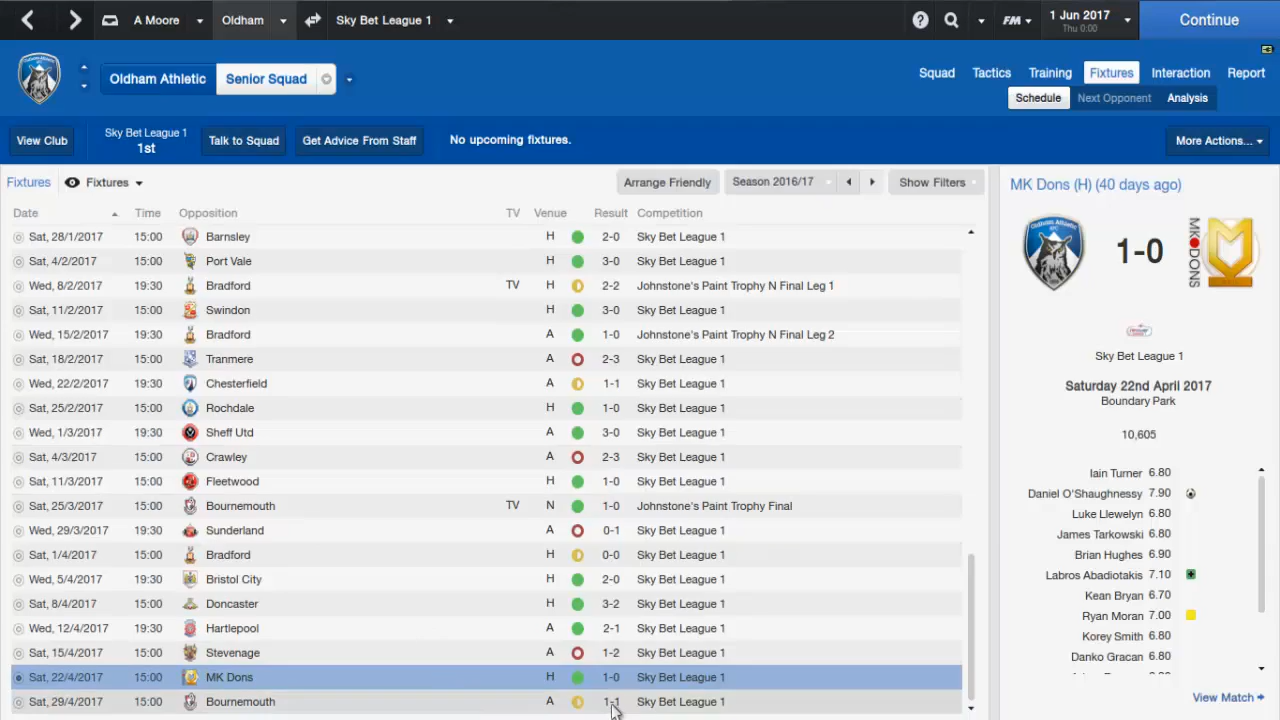 A Moore Oldham Sky Bet League 1 ? FM 1 Jun 2017 Continue
Thu 0:00
Oldham Athletic Senior Squad Squad Tactics Training Fixtures Interaction Report
Schedule Next Opponent Analysis
View Club Sky Bet League 1 Talk to Squad Get Advice From Staff No upcoming fixtures. More Actions...
1st
Fixtures Fixtures Arrange Friendly Season 2016/17 Show Filters
Date Time Opposition TV Venue Result Competition
Sat, 28/1/2017 15:00 Barnsley H 2-0 Sky Bet League 1
Sat, 4/2/2017 15:00 Port Vale H 3-0 Sky Bet League 1
Wed, 8/2/2017 19:30 Bradford TV H 2-2 Johnstone's Paint Trophy N Final Leg 1
Sat, 11/2/2017 15:00 Swindon H 3-0 Sky Bet League 1
Wed, 15/2/2017 19:30 Bradford A 1-0 Johnstone's Paint Trophy N Final Leg 2
Sat, 18/2/2017 15:00 Tranmere A 2-3 Sky Bet League 1
Wed, 22/2/2017 19:30 Chesterfield A 1-1 Sky Bet League 1
Sat, 25/2/2017 15:00 Rochdale H 1-0 Sky Bet League 1
Wed, 1/3/2017 19:30 Sheff Utd A 3-0 Sky Bet League 1
Sat, 4/3/2017 15:00 Crawley A 2-3 Sky Bet League 1
Sat, 11/3/2017 15:00 Fleetwood H 1-0 Sky Bet League 1
Sat, 25/3/2017 15:00 Bournemouth TV N 1-0 Johnstone's Paint Trophy Final
Wed, 29/3/2017 19:30 Sunderland A 0-1 Sky Bet League 1
Sat, 1/4/2017 15:00 Bradford H 0-0 Sky Bet League 1
Wed, 5/4/2017 19:30 Bristol City H 2-0 Sky Bet League 1
Sat, 8/4/2017 15:00 Doncaster H 3-2 Sky Bet League 1
Wed, 12/4/2017 19:30 Hartlepool A 2-1 Sky Bet League 1
Sat, 15/4/2017 15:00 Stevenage A 1-2 Sky Bet League 1
Sat, 22/4/2017 15:00 MK Dons H 1-0 Sky Bet League 1
Sat, 29/4/2017 15:00 Bournemouth A 1-1 Sky Bet League 1
MK Dons (H) (40 days ago)
1-0
MK DONS
Sky Bet League 1
Saturday 22nd April 2017
Boundary Park
10,605
Iain Turner 6.80
Daniel O'Shaughnessy 7.90
Luke Llewelyn 6.80
James Tarkowski 6.80
Brian Hughes 6.90
Labros Abadiotakis 7.10
Kean Bryan 6.70
Ryan Moran 7.00
Korey Smith 6.80
Danko Gracan 6.80
View Match